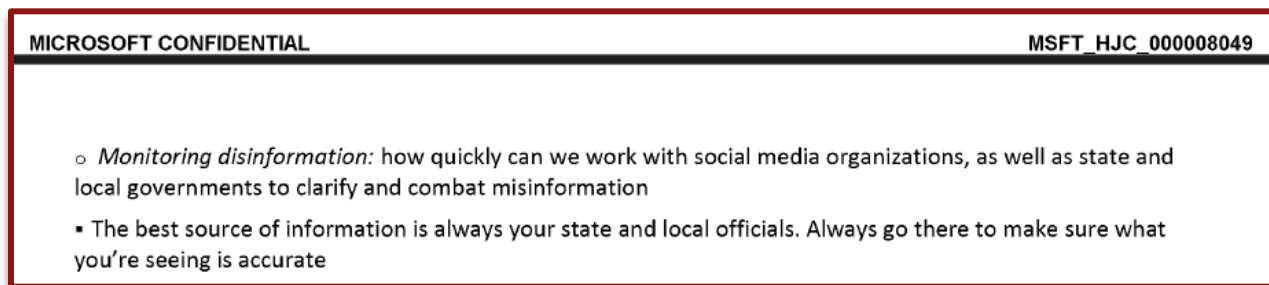 MICROSOFT CONFIDENTIAL MSFT_HJC_000008049
○ Monitoring disinformation: how quickly can we work with social media organizations, as well as state and
local governments to clarify and combat misinformation
▪ The best source of information is always your state and local officials. Always go there to make sure what
you’re seeing is accurate